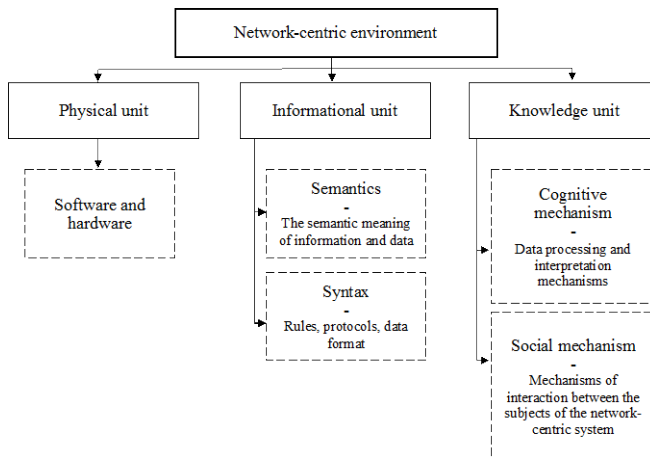 Network-centric environment
Physical unit
Informational unit
Knowledge unit
Software and
hardware
Semantics
-
The semantic meaning
of information and data
Syntax
-
Rules, protocols, data
format
Cognitive
mechanism
-
Data processing and
interpretation
mechanisms
Social mechanism
-
Mechanisms of
interaction between the
subjects of the network-
centric system